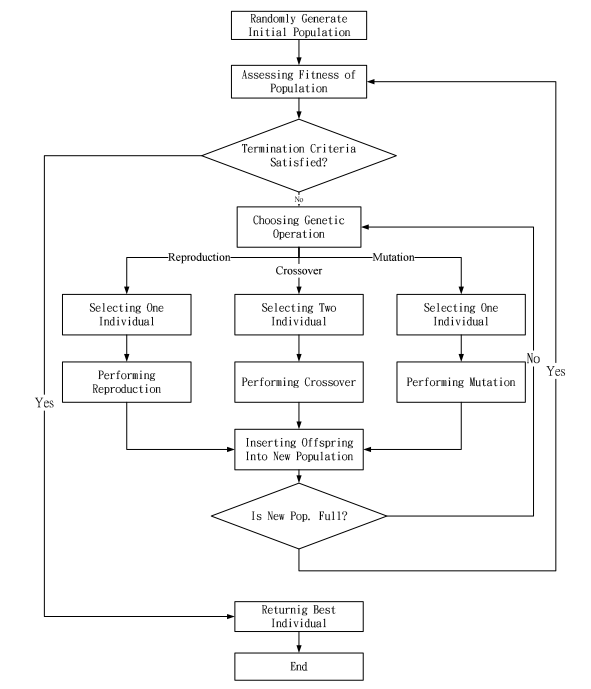 Randomly Generate
Initial Population
Assessing Fitness of
Population
Termination Criteria
Satisfied?
No
Choosing Genetic
Operation
Reproduction
Crossover
Mutation
Selecting One
Individual
Selecting Two
Individual
Selecting One
Individual
No
Yes
Performing
Reproduction
Performing Crossover
Performing Mutation
Yes
Inserting Offspring
Into New Population
Is New Pop. Full?
Returnig Best
Individual
End